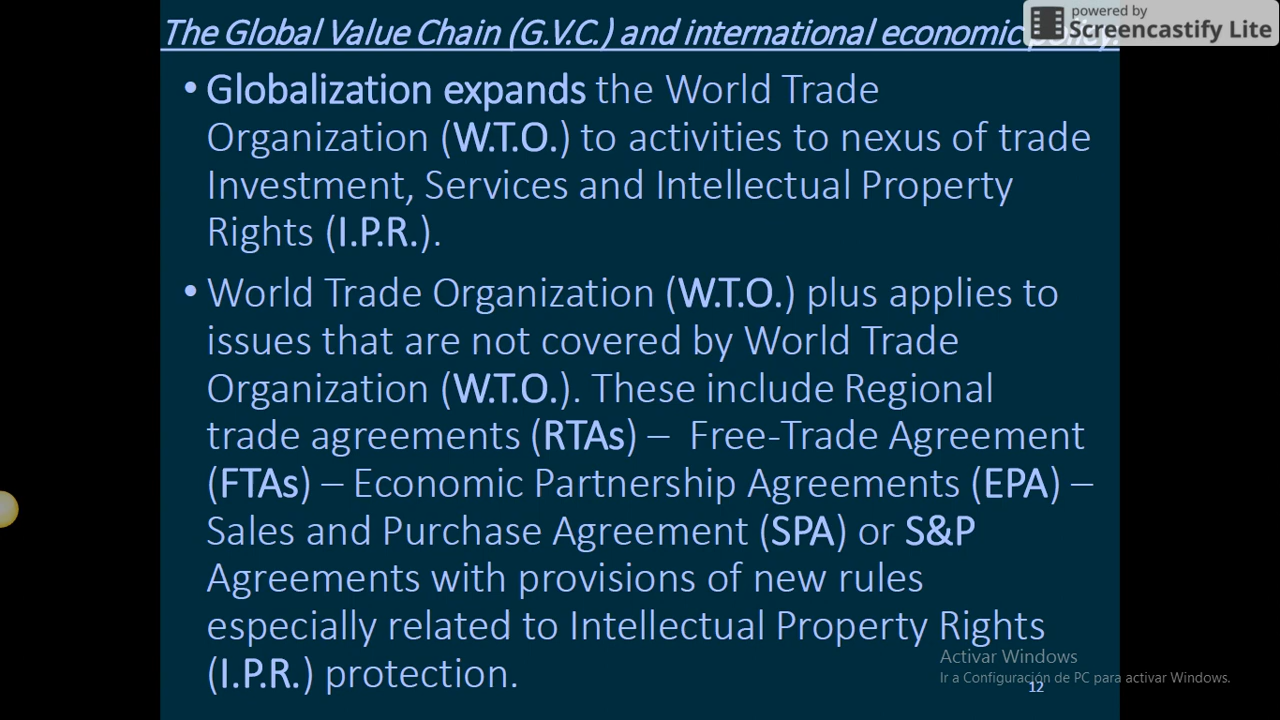 The Global Value Chain (G.V.C.) and international economic policy.
powered by
Screencastify Lite
• Globalization expands the World Trade
Organization (W.T.O.) to activities to nexus of trade
Investment, Services and Intellectual Property
Rights (I.P.R.).
• World Trade Organization (W.T.O.) plus applies to
issues that are not covered by World Trade
Organization (W.T.O.). These include Regional
trade agreements (RTAs) – Free-Trade Agreement
(FTAs) – Economic Partnership Agreements (EPA) –
Sales and Purchase Agreement (SPA) or S&P
Agreements with provisions of new rules
especially related to Intellectual Property Rights
(I.P.R.) protection.
Activar Windows
Ir a Configuración de PC para activar Windows.
12